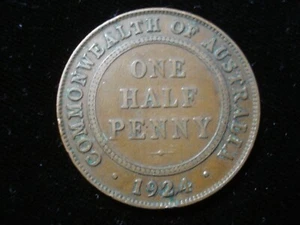 COMMONWEALTH OF AUSTRALIA
ONE
HALF
PENNY
· 1924 ·